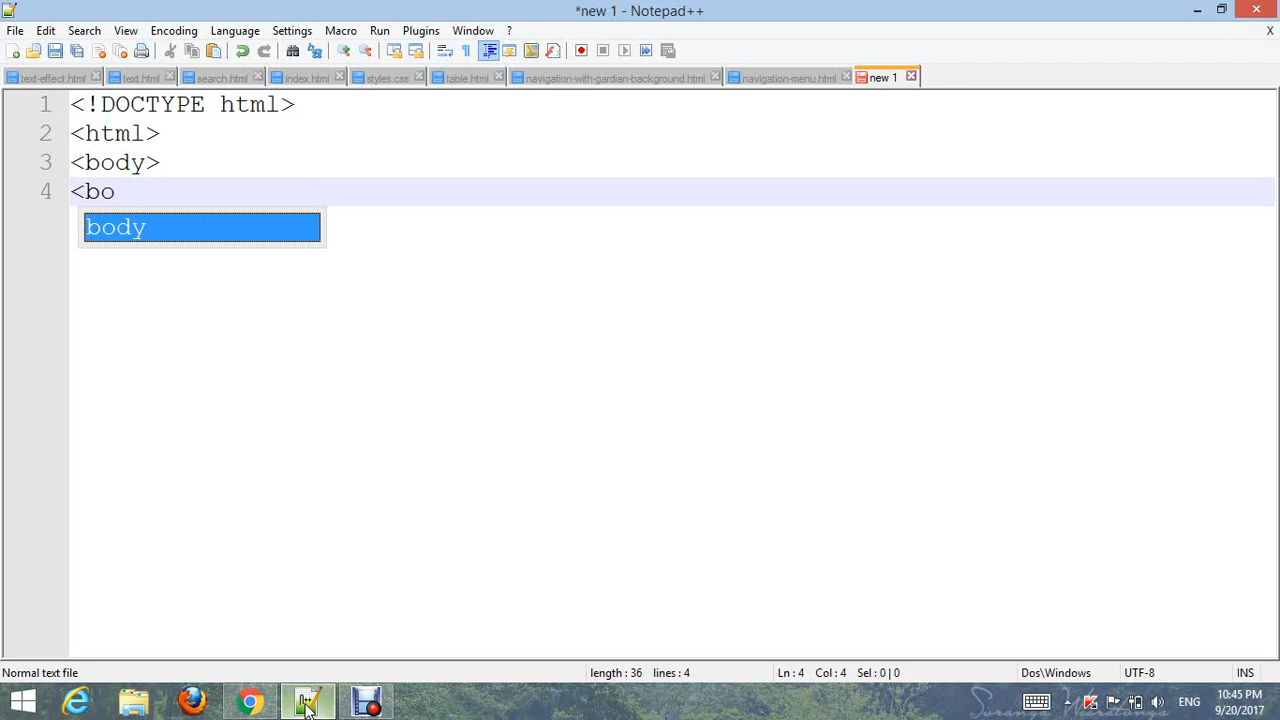 *new 1 - Notepad++
File Edit Search View Encoding Language Settings Macro Run Plugins Window ? X
text-effect.html text.html search.html index.html styles.css table.html navigation-with-gardian-background.html navigation-menu.html new 1
1 <!DOCTYPE html>
2 <html>
3 <body>
4 <bo
body
Normal text file length : 36 lines : 4 Ln : 4 Col : 4 Sel : 0 | 0 Dos\Windows UTF-8 INS
ENG
10:45 PM
9/20/2017
Suranga Weeratunga